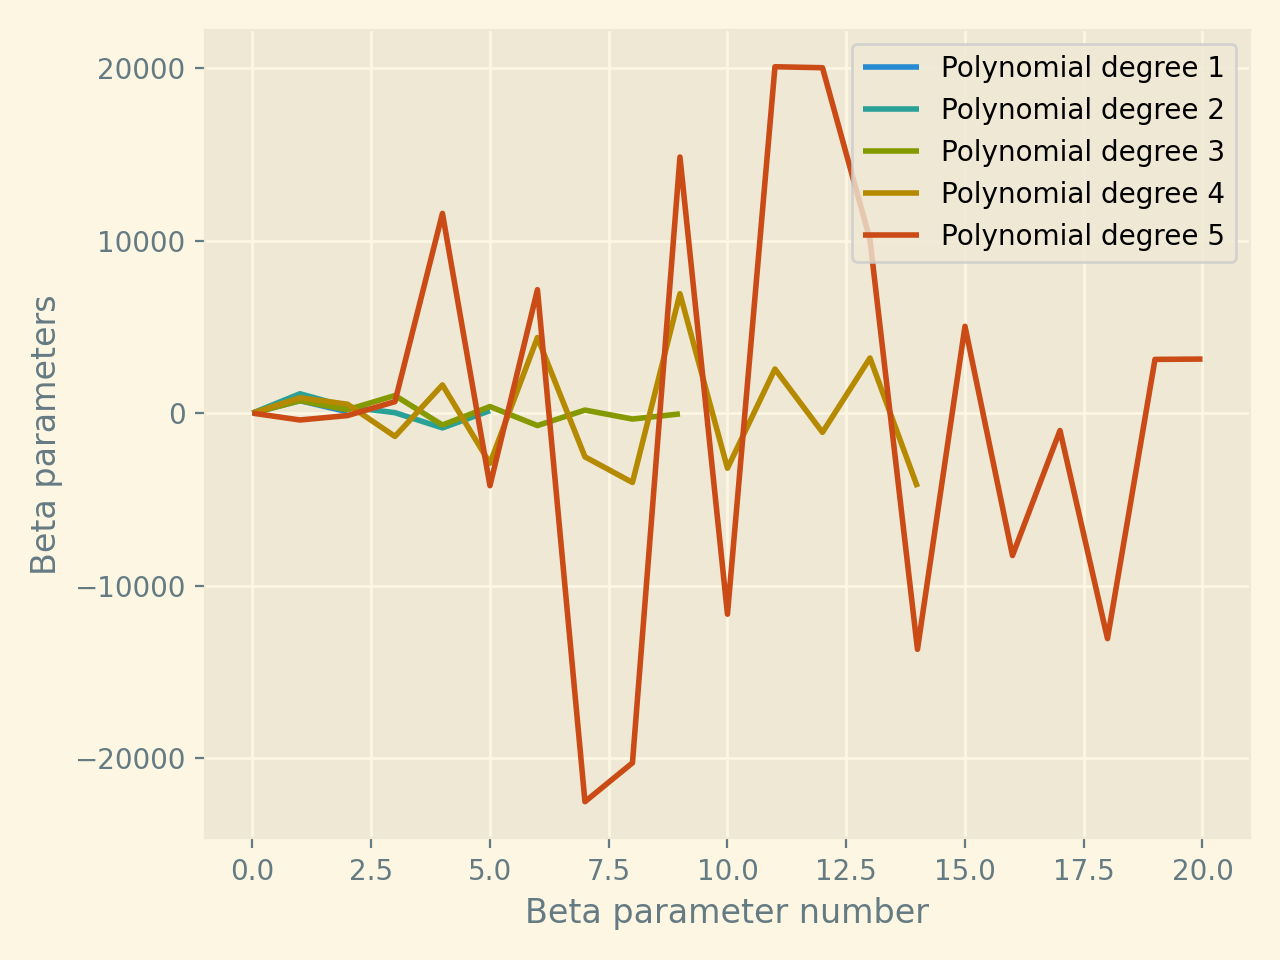 20000
10000
0
−10000
−20000
Beta parameters
0.0 2.5 5.0 7.5 10.0 12.5 15.0 17.5 20.0
Beta parameter number
Polynomial degree 1
Polynomial degree 2
Polynomial degree 3
Polynomial degree 4
Polynomial degree 5